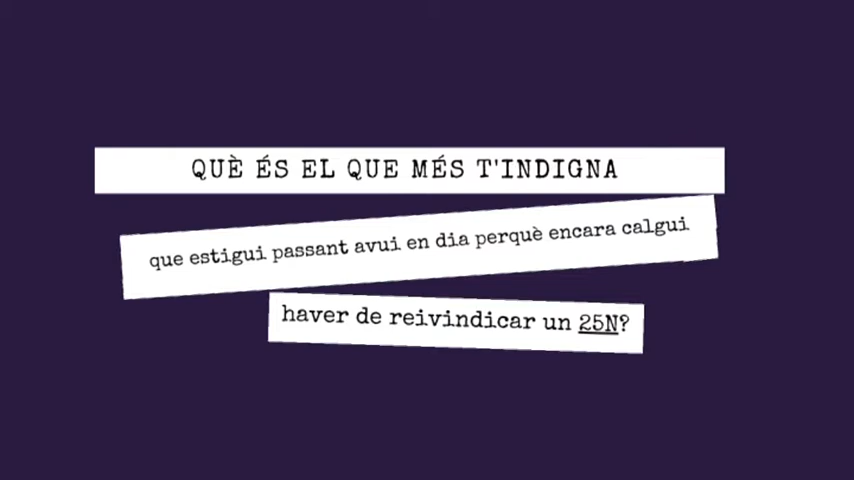 QUÈ ÉS EL QUE MÉS T'INDIGNA
que estigui passant avui en dia perquè encara calgui
haver de reivindicar un 25N?